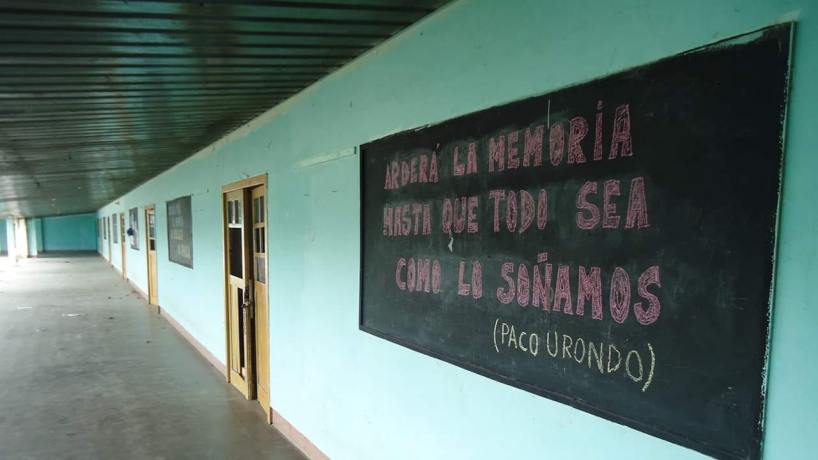 ARDERÁ LA MEMORIA
HASTA QUE TODO SEA
COMO LO SOÑAMOS
(PACO URONDO)